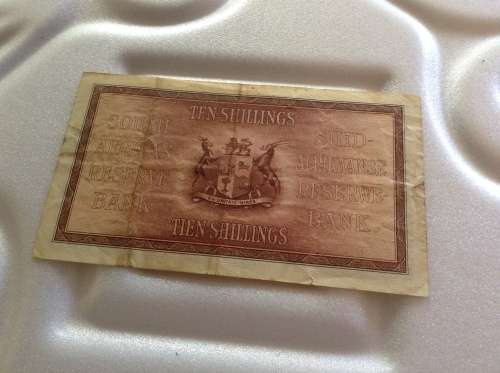 TEN SHILLINGS
SOUTH
AFRICAN
RESERVE
BANK
SUID-
AFRIKAANSE
RESERWE-
BANK.
TIEN SHILLINGS